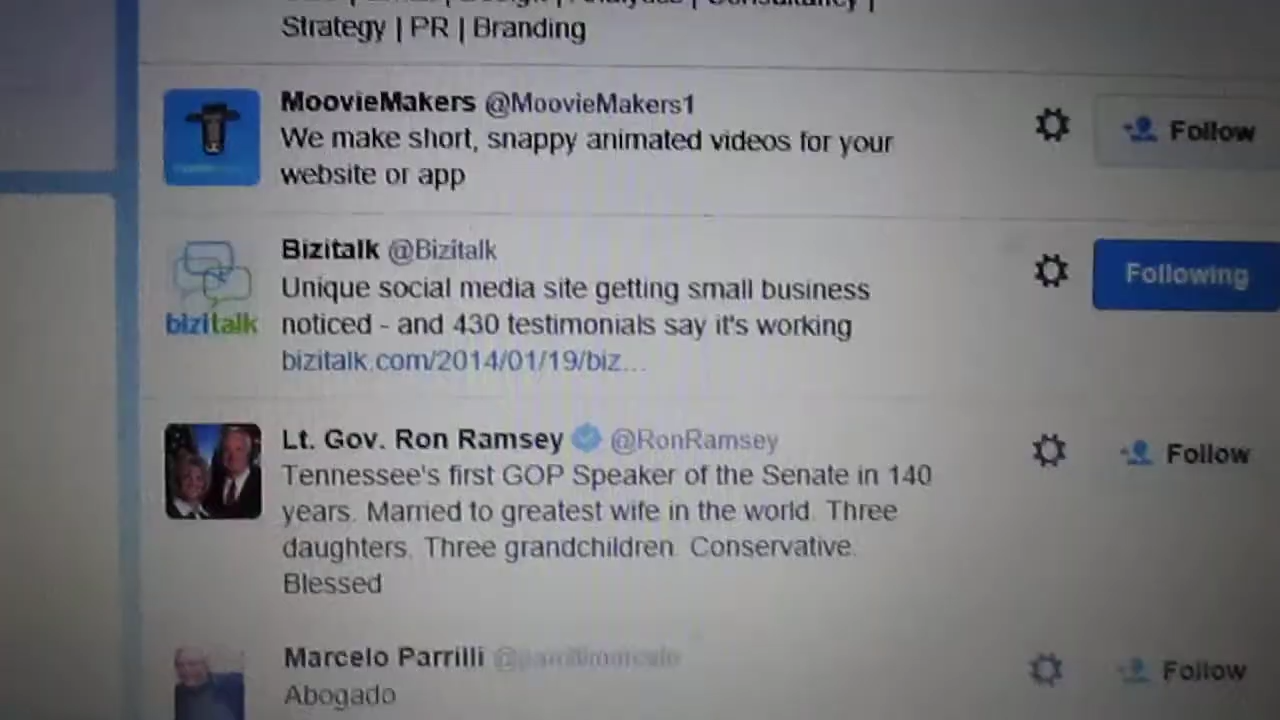 Strategy | PR | Branding
MoovieMakers @MoovieMakers1
We make short, snappy animated videos for your
website or app
Follow
Bizitalk @Bizitalk
Unique social media site getting small business
noticed - and 430 testimonials say it's working
bizitalk.com/2014/01/19/biz...
bizitalk
Following
Lt. Gov. Ron Ramsey @RonRamsey
Tennessee's first GOP Speaker of the Senate in 140
years. Married to greatest wife in the world. Three
daughters. Three grandchildren. Conservative.
Blessed
Follow
Marcelo Parrilli
Abogado
Follow